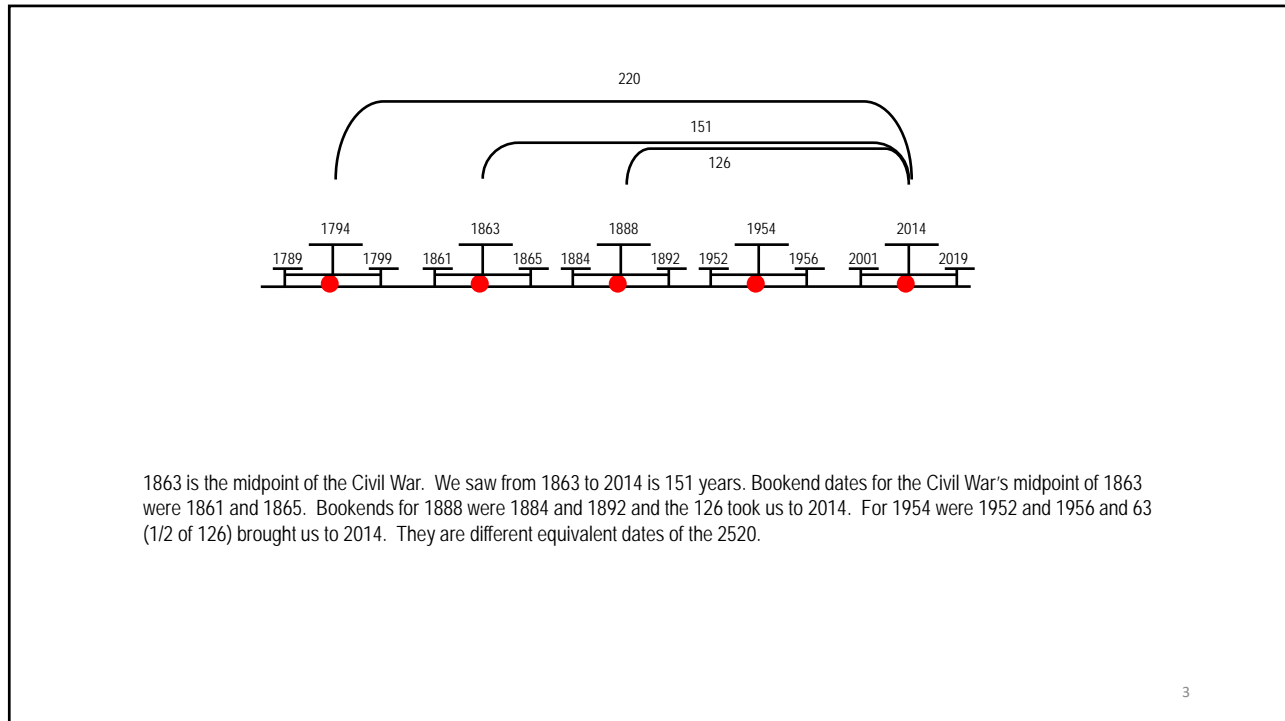 220
151
126
1794 1863 1888 1954 2014
1789 1799 1861 1865 1884 1892 1952 1956 2001 2019
1863 is the midpoint of the Civil War.  We saw from 1863 to 2014 is 151 years. Bookend dates for the Civil War’s midpoint of 1863
were 1861 and 1865.  Bookends for 1888 were 1884 and 1892 and the 126 took us to 2014.  For 1954 were 1952 and 1956 and 63
(1/2 of 126) brought us to 2014.  They are different equivalent dates of the 2520.
3